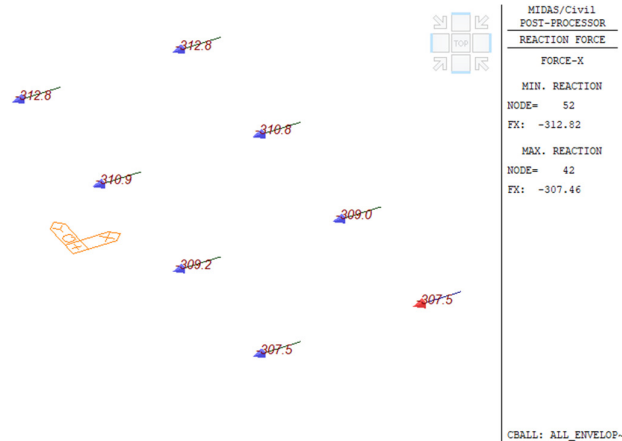 312.8
312.8
310.8
310.9
309.0
309.2
307.5
307.5
Y
X
TOP
MIDAS/Civil
POST-PROCESSOR
REACTION FORCE
FORCE-X
MIN. REACTION
NODE= 52
FX: -312.82
MAX. REACTION
NODE= 42
FX: -307.46
CBALL: ALL_ENVELOP~